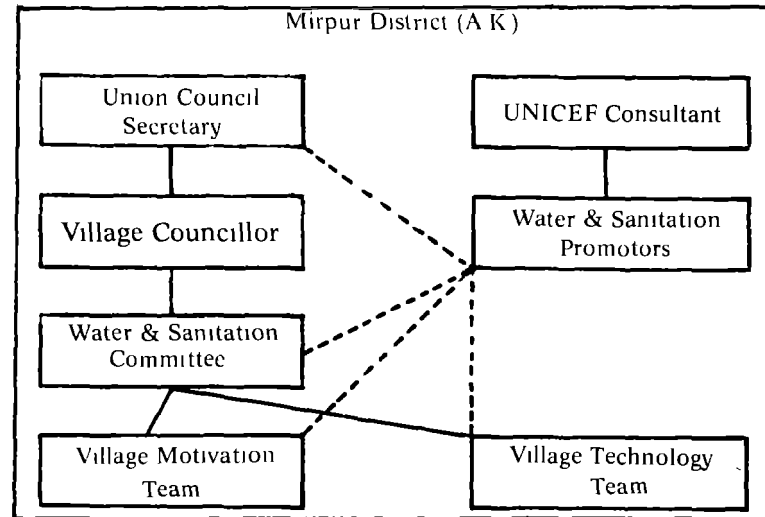 Mirpur District (A K)
Union Council
Secretary
UNICEF Consultant
Village Councillor
Water & Sanitation
Promotors
Water & Sanitation
Committee
Village Motivation
Team
Village Technology
Team